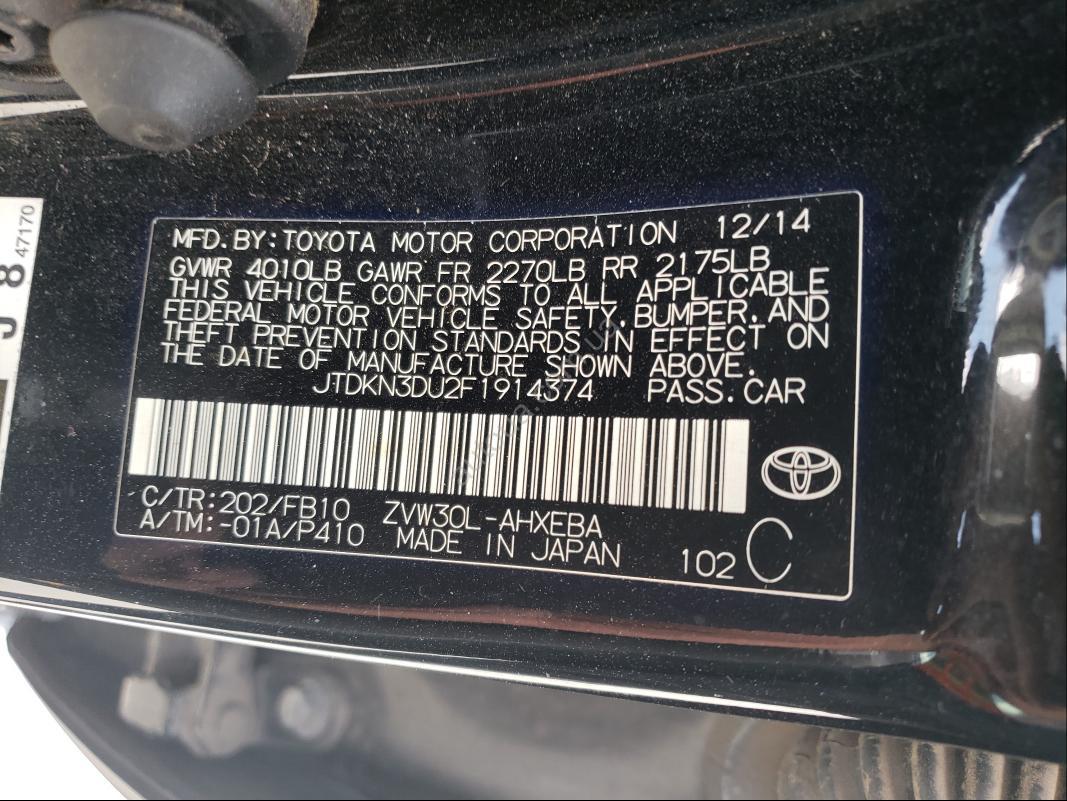 MFD.BY:TOYOTA MOTOR CORPORATION 12/14
GVWR 4010LB GAWR FR 2270LB RR 2175LB
THIS VEHICLE CONFORMS TO ALL APPLICABLE
FEDERAL MOTOR VEHICLE SAFETY,BUMPER,AND
THEFT PREVENTION STANDARDS IN EFFECT ON
THE DATE OF MANUFACTURE SHOWN ABOVE.
JTDKN3DU2F1914374 PASS.CAR
C/TR:202/FB10 ZVW30L-AHXEBA
A/TM:-01A/P410 MADE IN JAPAN
102 C
J 8
47170